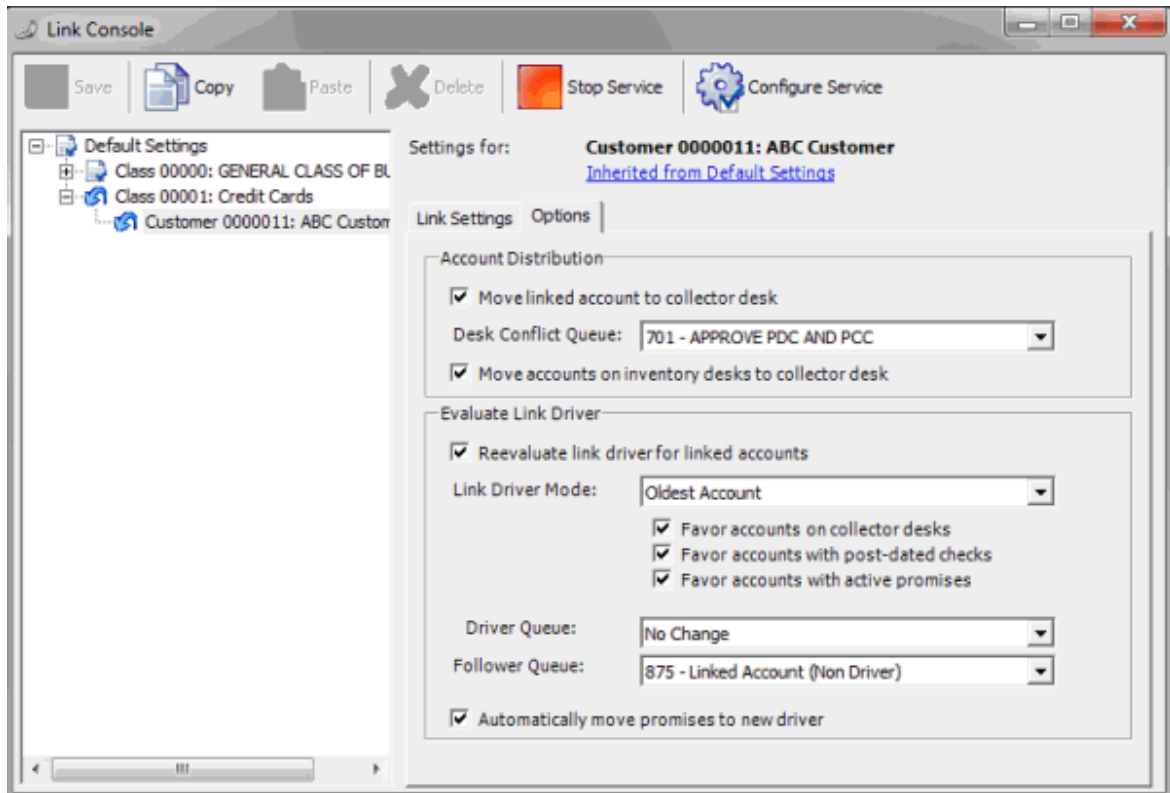 Link Console
Save Copy Paste Delete Stop Service Configure Service
Default Settings
Class 00000: GENERAL CLASS OF BU
Class 00001: Credit Cards
Customer 0000011: ABC Custom
Settings for: Customer 0000011: ABC Customer
Inherited from Default Settings
Link Settings Options
Account Distribution
Move linked account to collector desk
Desk Conflict Queue: 701 - APPROVE PDC AND PCC
Move accounts on inventory desks to collector desk
Evaluate Link Driver
Reevaluate link driver for linked accounts
Link Driver Mode: Oldest Account
Favor accounts on collector desks
Favor accounts with post-dated checks
Favor accounts with active promises
Driver Queue: No Change
Follower Queue: 875 - Linked Account (Non Driver)
Automatically move promises to new driver